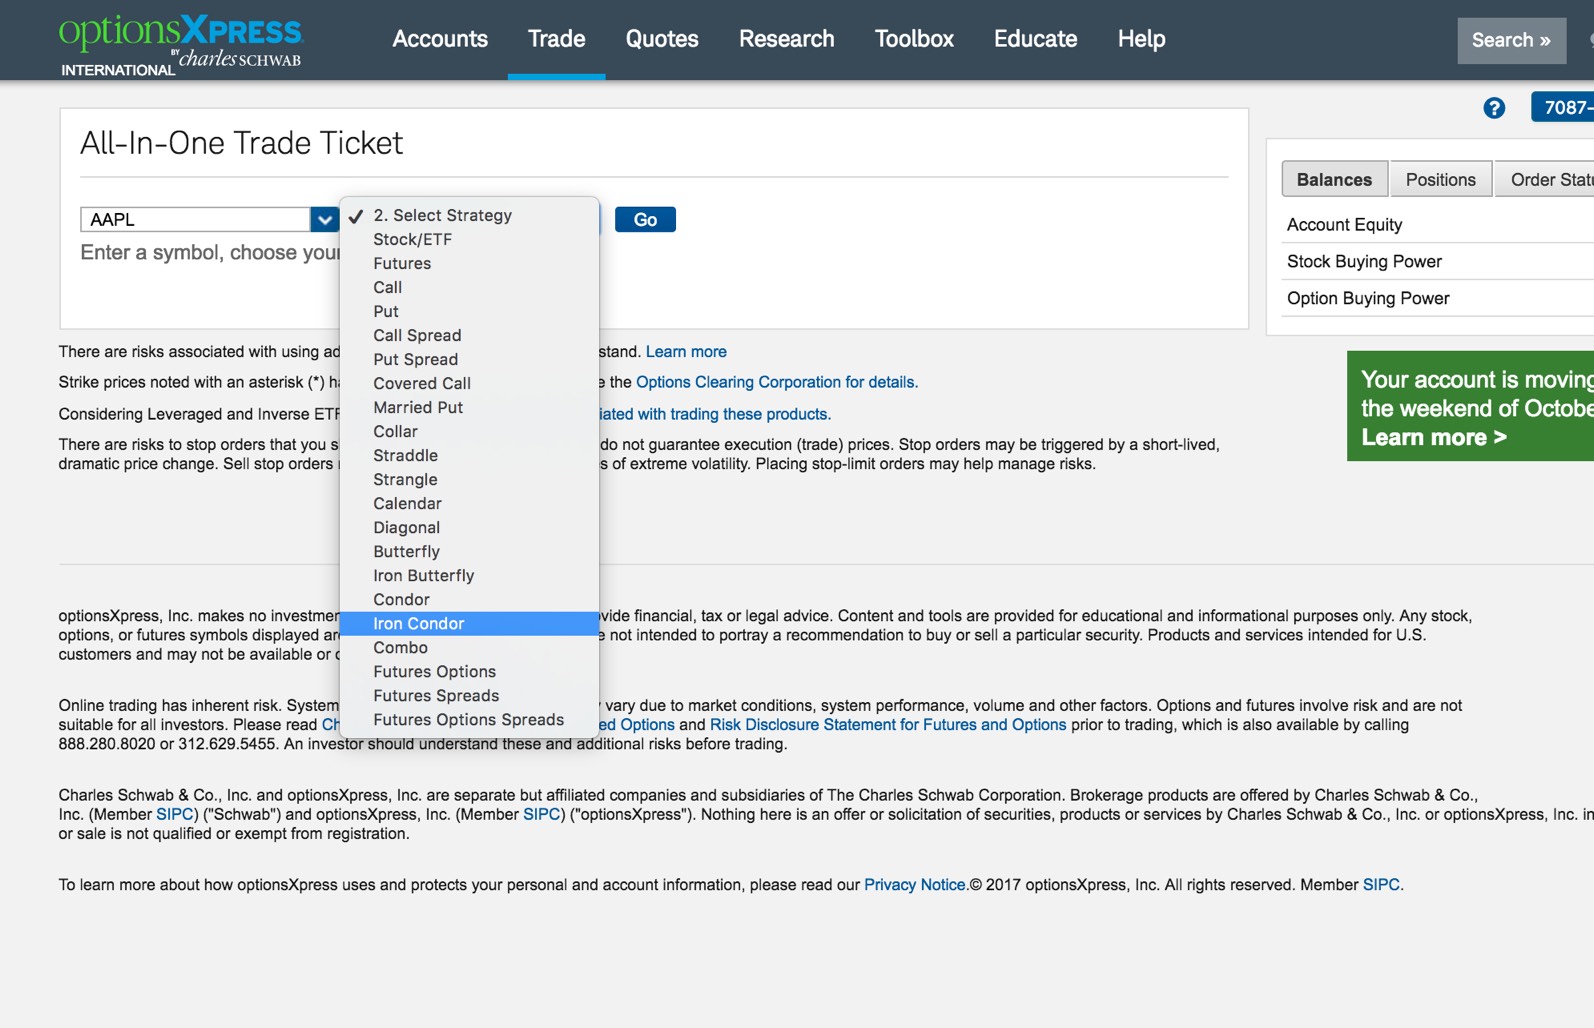 optionsXpress
BY charles SCHWAB
INTERNATIONAL
Accounts Trade Quotes Research Toolbox Educate Help
Search »
7087-
All-In-One Trade Ticket
AAPL
Go
Enter a symbol, choose your
✓ 2. Select Strategy
Stock/ETF
Futures
Call
Put
Call Spread
Put Spread
Covered Call
Married Put
Collar
Straddle
Strangle
Calendar
Diagonal
Butterfly
Iron Butterfly
Condor
Iron Condor
Combo
Futures Options
Futures Spreads
Futures Options Spreads
Balances Positions Order Statu
Account Equity
Stock Buying Power
Option Buying Power
Your account is moving
the weekend of Octobe
Learn more >
There are risks associated with using ad stand. Learn more
Strike prices noted with an asterisk (*) ha e the Options Clearing Corporation for details.
Considering Leveraged and Inverse ETF iated with trading these products.
There are risks to stop orders that you s do not guarantee execution (trade) prices. Stop orders may be triggered by a short-lived,
dramatic price change. Sell stop orders s of extreme volatility. Placing stop-limit orders may help manage risks.
optionsXpress, Inc. makes no investmen vide financial, tax or legal advice. Content and tools are provided for educational and informational purposes only. Any stock,
options, or futures symbols displayed are e not intended to portray a recommendation to buy or sell a particular security. Products and services intended for U.S.
customers and may not be available or o
Online trading has inherent risk. System vary due to market conditions, system performance, volume and other factors. Options and futures involve risk and are not
suitable for all investors. Please read Ch ed Options and Risk Disclosure Statement for Futures and Options prior to trading, which is also available by calling
888.280.8020 or 312.629.5455. An investor should understand these and additional risks before trading.
Charles Schwab & Co., Inc. and optionsXpress, Inc. are separate but affiliated companies and subsidiaries of The Charles Schwab Corporation. Brokerage products are offered by Charles Schwab & Co.,
Inc. (Member SIPC) ("Schwab") and optionsXpress, Inc. (Member SIPC) ("optionsXpress"). Nothing here is an offer or solicitation of securities, products or services by Charles Schwab & Co., Inc. or optionsXpress, Inc. in
or sale is not qualified or exempt from registration.
To learn more about how optionsXpress uses and protects your personal and account information, please read our Privacy Notice.© 2017 optionsXpress, Inc. All rights reserved. Member SIPC.